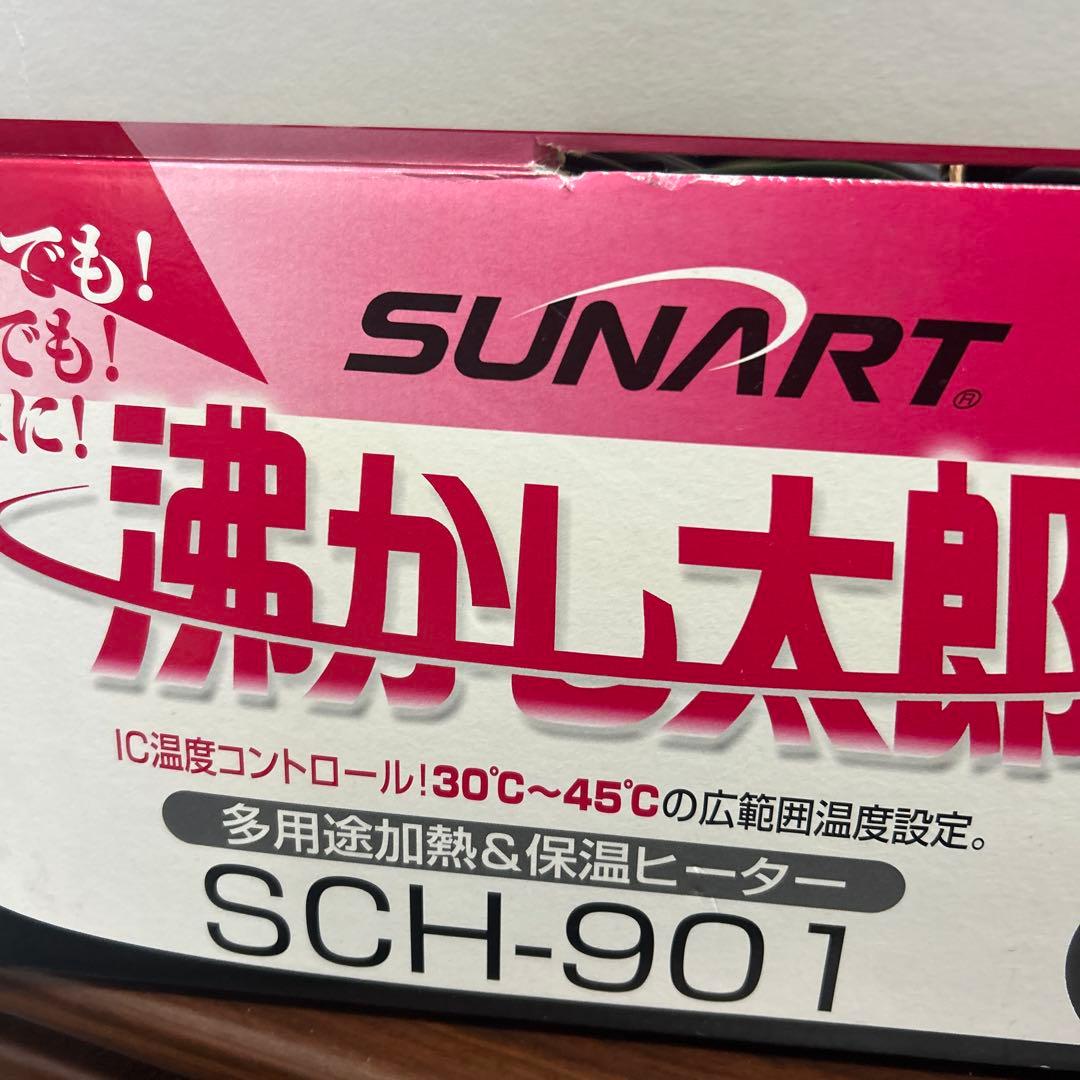 でも!
でも!
に!
SUNART®
沸かし太郎
IC温度コントロール!30℃～45℃の広範囲温度設定。
多用途加熱&保温ヒーター
SCH-901